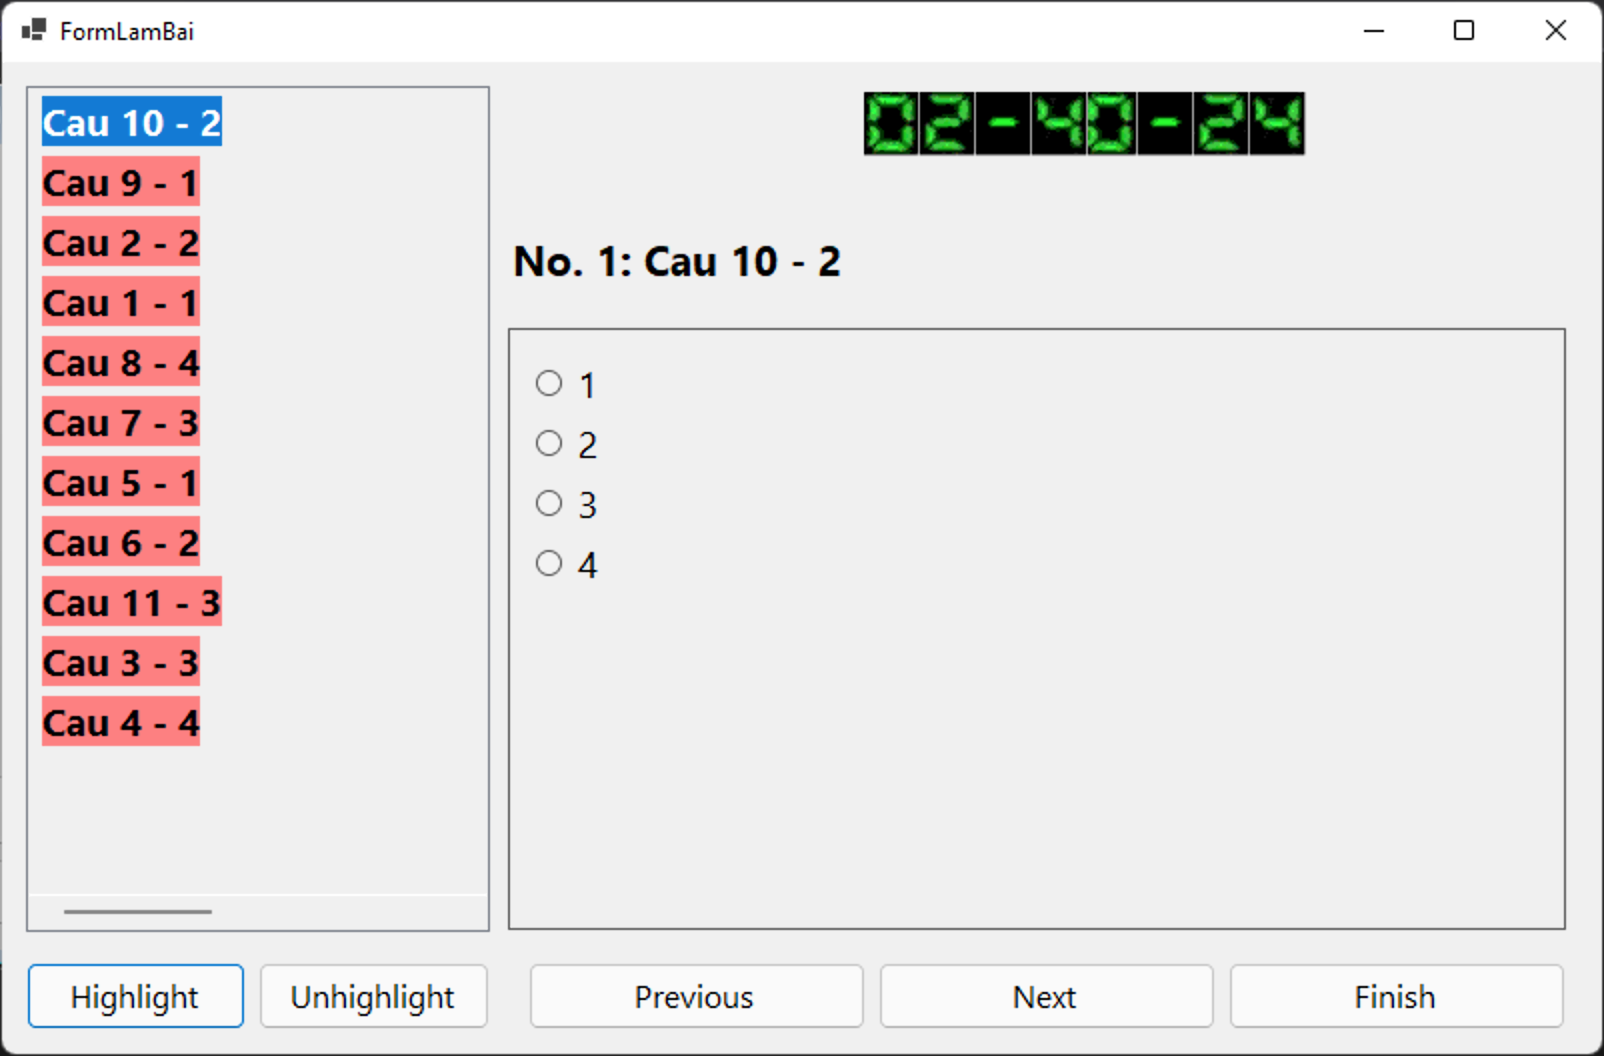 FormLamBai
Cau 10 - 2
Cau 9 - 1
Cau 2 - 2
Cau 1 - 1
Cau 8 - 4
Cau 7 - 3
Cau 5 - 1
Cau 6 - 2
Cau 11 - 3
Cau 3 - 3
Cau 4 - 4
02-40-24
No. 1: Cau 10 - 2
1
2
3
4
Highlight
Unhighlight
Previous
Next
Finish